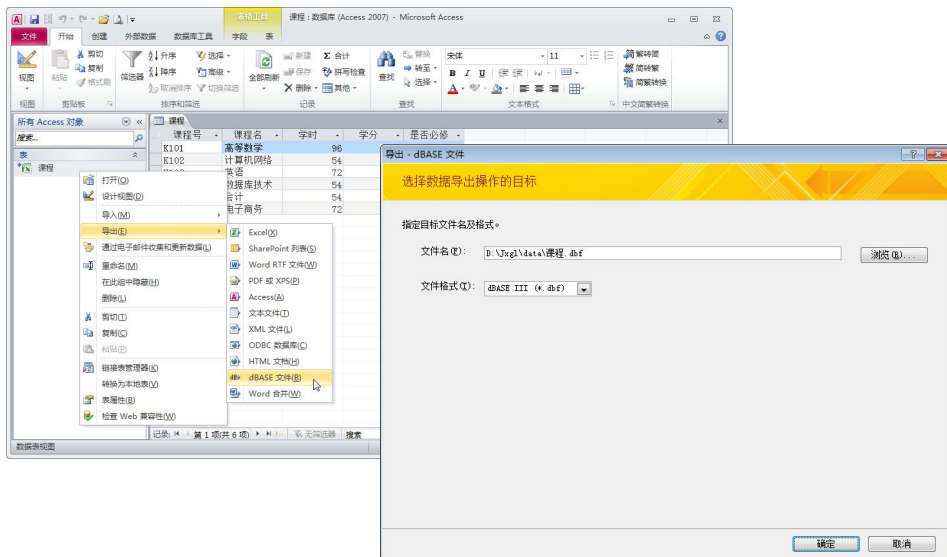 表格工具
课程 : 数据库 (Access 2007) - Microsoft Access
文件 开始 创建 外部数据 数据库工具 字段 表
视图
粘贴
剪切
复制
格式刷
筛选器
升序
降序
取消排序
选择
高级
切换筛选
全部刷新
新建
保存
删除
Σ 合计
拼写检查
其他
查找
替换
转至
选择
宋体 11
B I U
繁转简
简转繁
简繁转换
视图 剪贴板 排序和筛选 记录 查找 文本格式 中文简繁转换
所有 Access 对象
搜索...
表
课程
课程
课程号 课程名 学时 学分 是否必修
K101 高等数学 96
K102 计算机网络 54
英语 72
数据库技术 54
会计 54
电子商务 72
打开(O)
设计视图(D)
导入(M)
导出(E)
通过电子邮件收集和更新数据(L)
重命名(M)
在此组中隐藏(H)
删除(L)
剪切(T)
复制(C)
粘贴(P)
链接表管理器(K)
转换为本地表(V)
表属性(B)
检查 Web 兼容性(W)
Excel(X)
SharePoint 列表(S)
Word RTF 文件(W)
PDF 或 XPS(P)
Access(A)
文本文件(T)
XML 文件(L)
ODBC 数据库(C)
HTML 文档(H)
dBASE 文件(B)
Word 合并(W)
记录: 第 1 项(共 6 项) 无筛选器 搜索
数据表视图
导出 - dBASE 文件
选择数据导出操作的目标
指定目标文件名及格式。
文件名(F): D:\Jxgl\data\课程.dbf 浏览(R)...
文件格式(T): dBASE III (*.dbf)
确定 取消